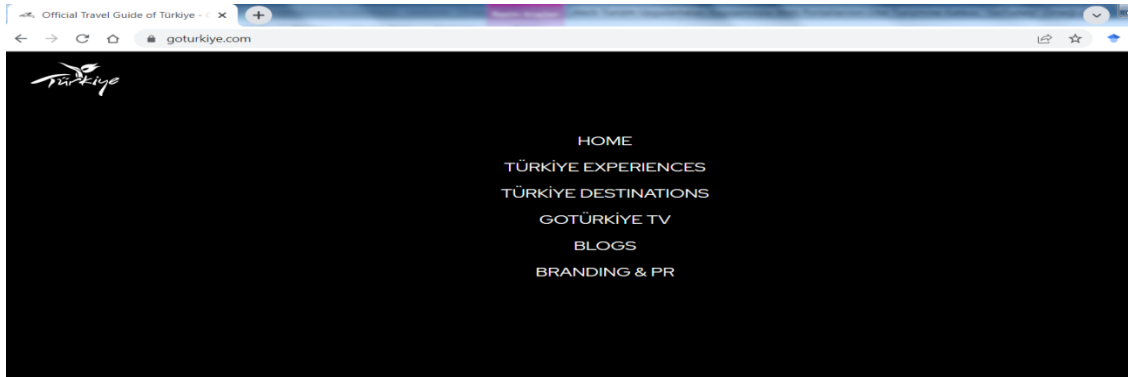 Official Travel Guide of Türkiye -
goturkiye.com
Türkiye
HOME
TÜRKİYE EXPERIENCES
TÜRKİYE DESTINATIONS
GOTÜRKİYE TV
BLOGS
BRANDING & PR